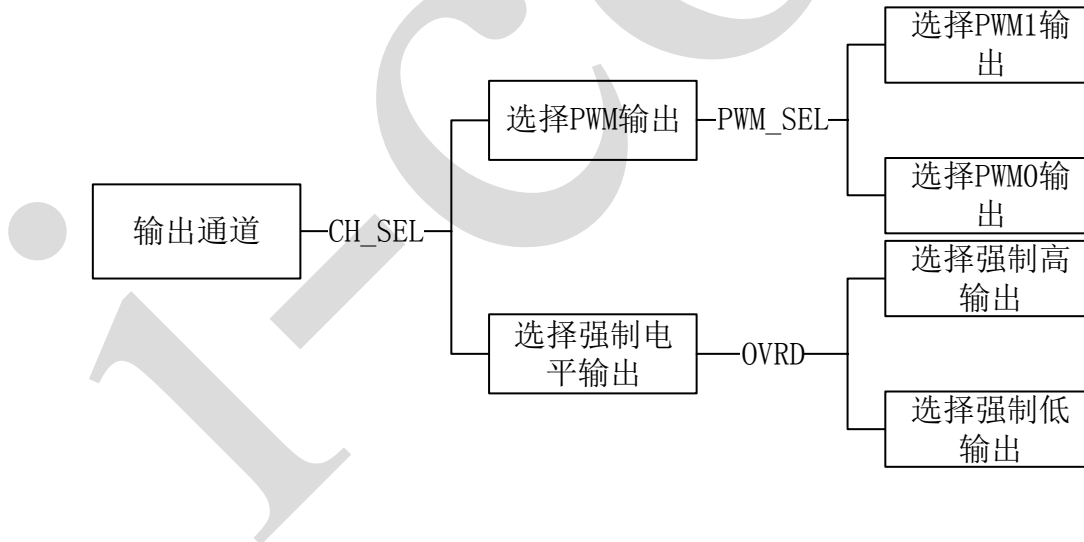 选择PWM1输
出
选择PWM输出
PWM_SEL
选择PWM0输
出
输出通道
CH_SEL
选择强制高
输出
选择强制电
平输出
OVRD
选择强制低
输出
i-co